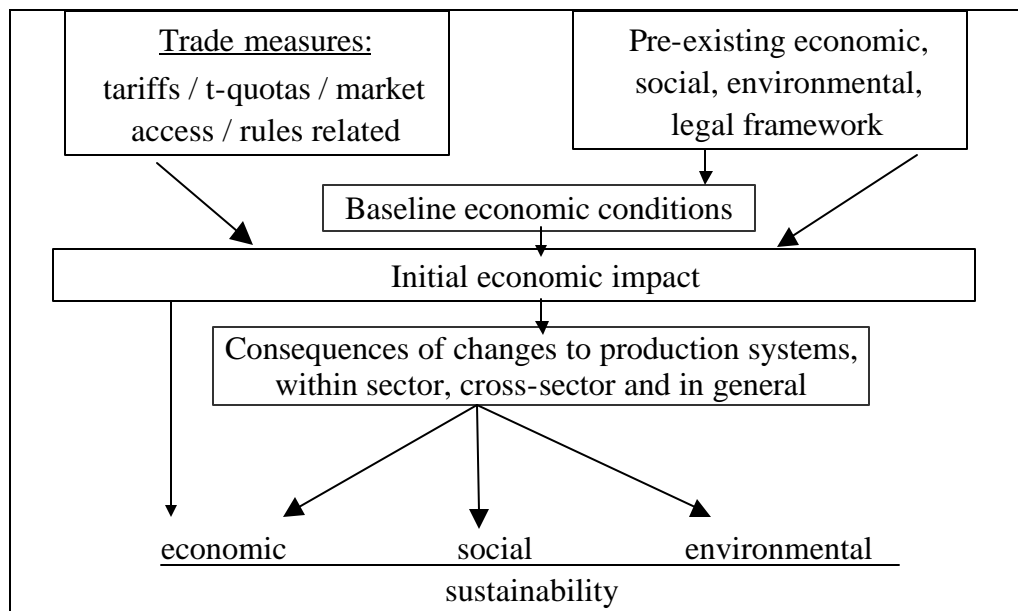 Trade measures:
tariffs / t-quotas / market
access / rules related
Pre-existing economic,
social, environmental,
legal framework
Baseline economic conditions
Initial economic impact
Consequences of changes to production systems,
within sector, cross-sector and in general
economic social environmental
sustainability